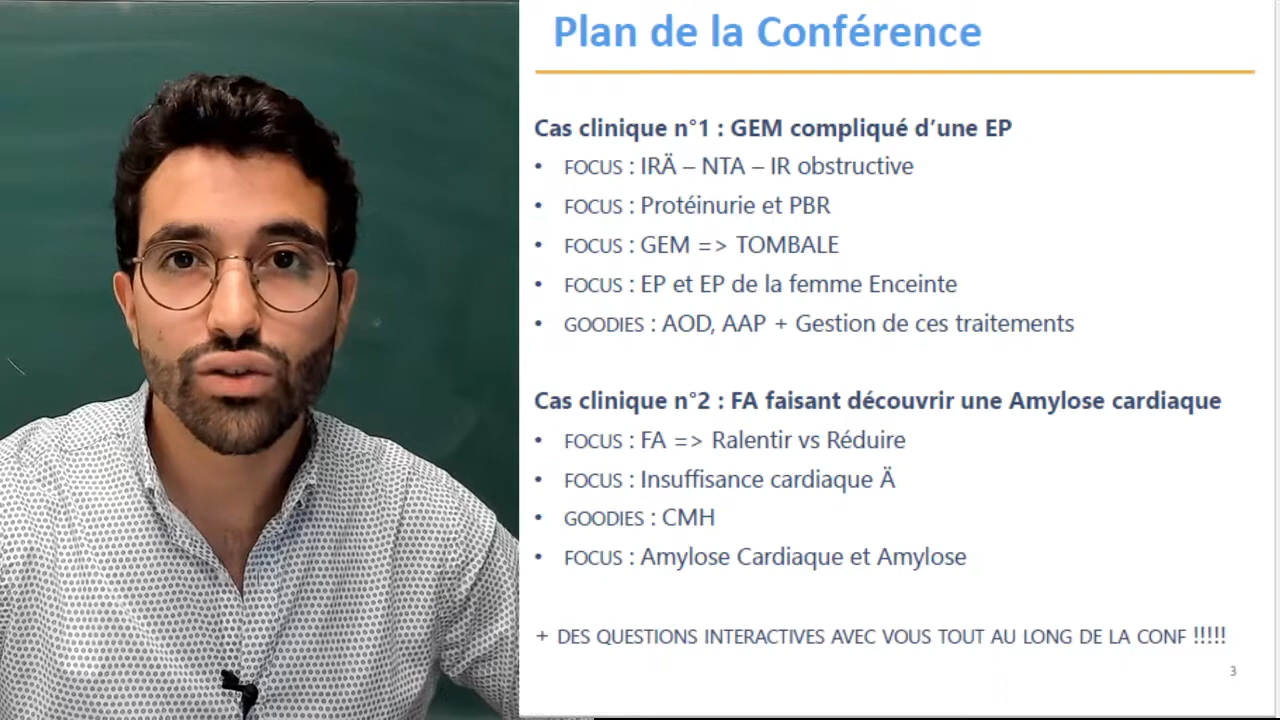 Plan de la Conférence
Cas clinique n°1 : GEM compliqué d’une EP
• FOCUS : IRÄ – NTA – IR obstructive
• FOCUS : Protéinurie et PBR
• FOCUS : GEM => TOMBALE
• FOCUS : EP et EP de la femme Enceinte
• GOODIES : AOD, AAP + Gestion de ces traitements
Cas clinique n°2 : FA faisant découvrir une Amylose cardiaque
• FOCUS : FA => Ralentir vs Réduire
• FOCUS : Insuffisance cardiaque Ä
• GOODIES : CMH
• FOCUS : Amylose Cardiaque et Amylose
+ DES QUESTIONS INTERACTIVES AVEC VOUS TOUT AU LONG DE LA CONF !!!!!
3